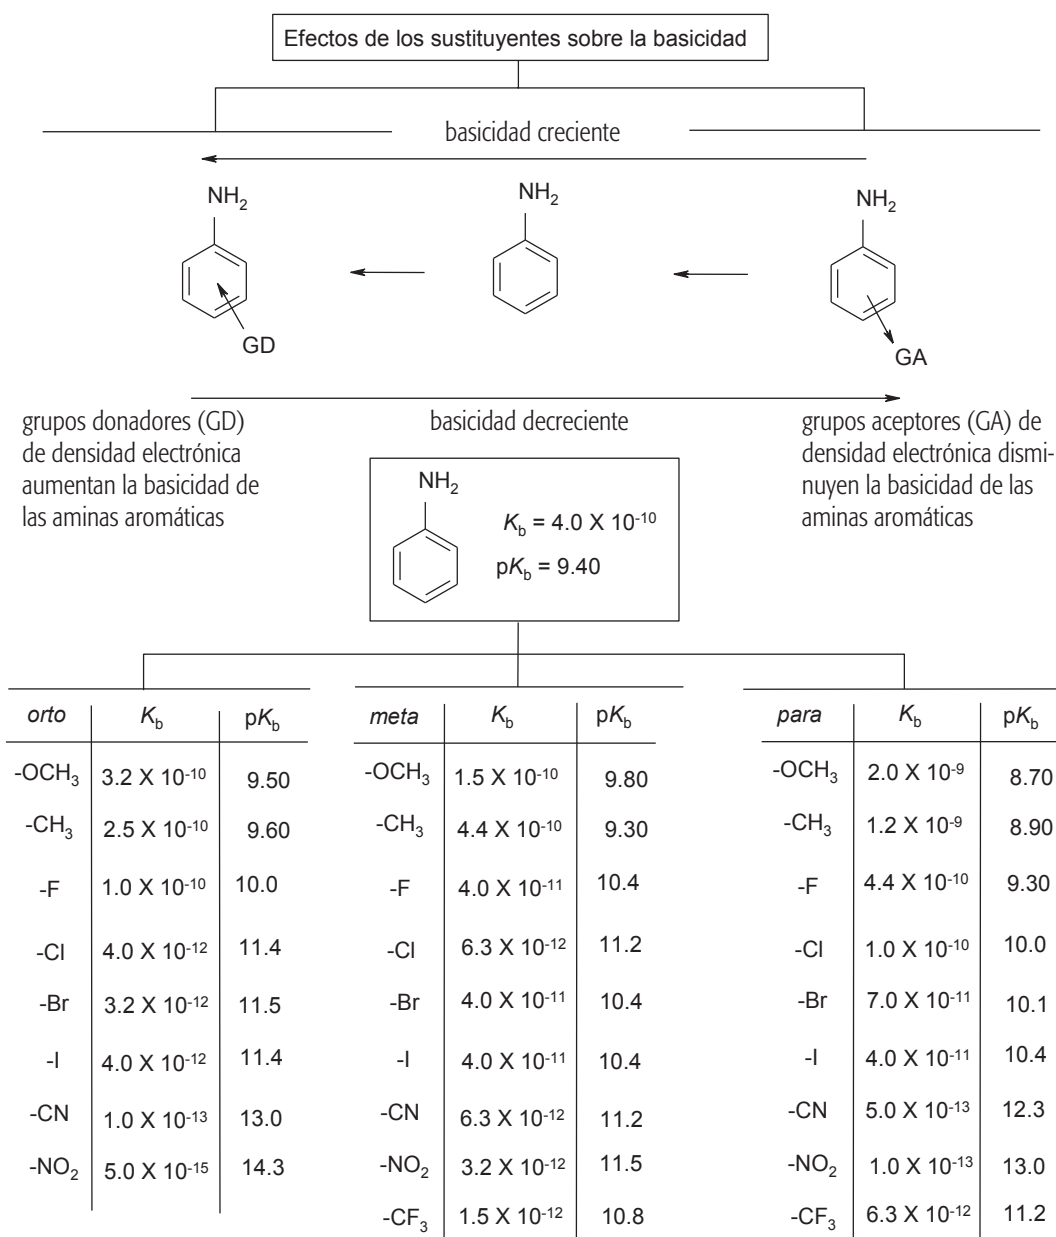 Efectos de los sustituyentes sobre la basicidad
basicidad creciente
NH2 NH2 NH2
GD GA
grupos donadores (GD)
de densidad electrónica
aumentan la basicidad de
las aminas aromáticas
basicidad decreciente
grupos aceptores (GA) de
densidad electrónica dismi-
nuyen la basicidad de las
aminas aromáticas
NH2
Kb = 4.0 X 10-10
pKb = 9.40
orto Kb pKb
-OCH3 3.2 X 10-10 9.50
-CH3 2.5 X 10-10 9.60
-F 1.0 X 10-10 10.0
-Cl 4.0 X 10-12 11.4
-Br 3.2 X 10-12 11.5
-I 4.0 X 10-12 11.4
-CN 1.0 X 10-13 13.0
-NO2 5.0 X 10-15 14.3
meta Kb pKb
-OCH3 1.5 X 10-10 9.80
-CH3 4.4 X 10-10 9.30
-F 4.0 X 10-11 10.4
-Cl 6.3 X 10-12 11.2
-Br 4.0 X 10-11 10.4
-I 4.0 X 10-11 10.4
-CN 6.3 X 10-12 11.2
-NO2 3.2 X 10-12 11.5
-CF3 1.5 X 10-12 10.8
para Kb pKb
-OCH3 2.0 X 10-9 8.70
-CH3 1.2 X 10-9 8.90
-F 4.4 X 10-10 9.30
-Cl 1.0 X 10-10 10.0
-Br 7.0 X 10-11 10.1
-I 4.0 X 10-11 10.4
-CN 5.0 X 10-13 12.3
-NO2 1.0 X 10-13 13.0
-CF3 6.3 X 10-12 11.2